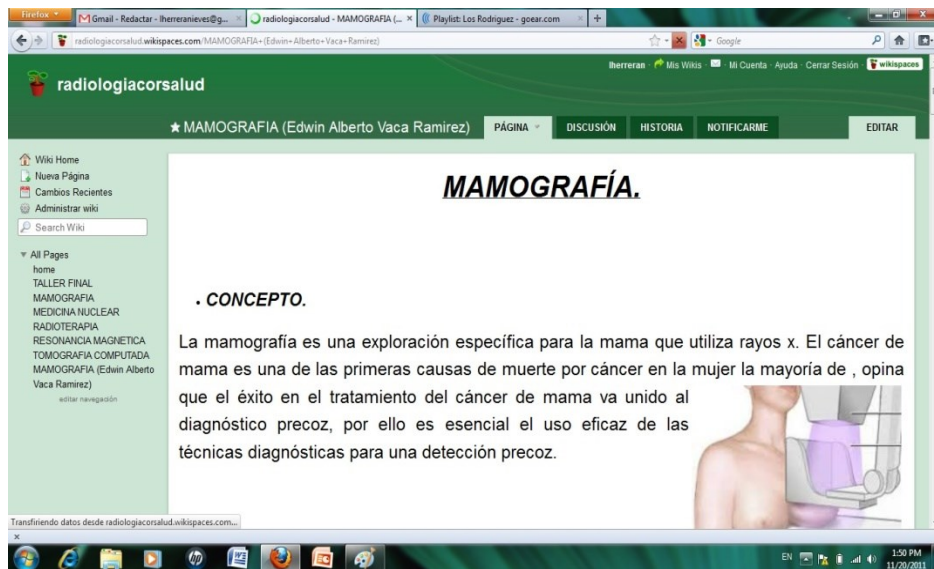 Firefox
Gmail - Redactar - lherreranieves@g...
radiologiacorsalud - MAMOGRAFIA (...
Playlist: Los Rodriguez - goear.com
radiologiacorsalud.wikispaces.com/MAMOGRAFIA+(Edwin+Alberto+Vaca+Ramirez)
Google
lherreran · Mis Wikis · Mi Cuenta · Ayuda · Cerrar Sesión · wikispaces
radiologiacorsalud
★ MAMOGRAFIA (Edwin Alberto Vaca Ramirez) PÁGINA DISCUSIÓN HISTORIA NOTIFICARME EDITAR
Wiki Home
Nueva Página
Cambios Recientes
Administrar wiki
Search Wiki
All Pages
home
TALLER FINAL
MAMOGRAFIA
MEDICINA NUCLEAR
RADIOTERAPIA
RESONANCIA MAGNETICA
TOMOGRAFIA COMPUTADA
MAMOGRAFIA (Edwin Alberto
Vaca Ramirez)
editar navegación
MAMOGRAFÍA.
• CONCEPTO.
La mamografía es una exploración específica para la mama que utiliza rayos x. El cáncer de
mama es una de las primeras causas de muerte por cáncer en la mujer la mayoría de , opina
que el éxito en el tratamiento del cáncer de mama va unido al
diagnóstico precoz, por ello es esencial el uso eficaz de las
técnicas diagnósticas para una detección precoz.
Transfiriendo datos desde radiologiacorsalud.wikispaces.com...
x
hp
EN
1:50 PM
11/20/2011